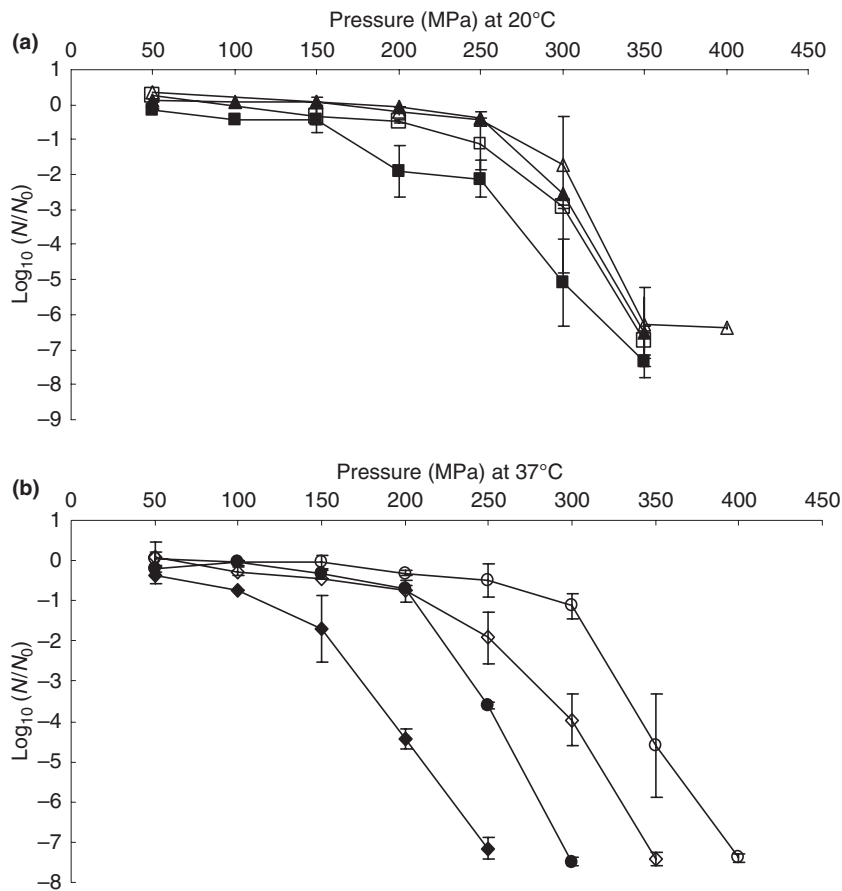 Pressure (MPa) at 20°C
(a)
0 50 100 150 200 250 300 350 400 450
1
0
–1
–2
–3
–4
–5
–6
–7
–8
–9
Log10 (N/N0)
Pressure (MPa) at 37°C
(b)
0 50 100 150 200 250 300 350 400 450
1
0
–1
–2
–3
–4
–5
–6
–7
–8
Log10 (N/N0)